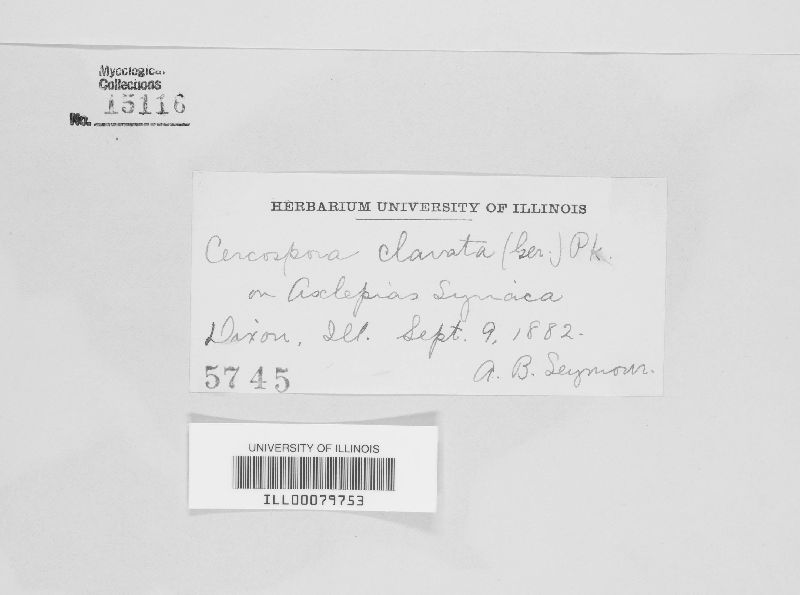 Mycological
Collections
No. 15116
HERBARIUM UNIVERSITY OF ILLINOIS
Cercospora clavata (Ger.) Pk.
on Asclepias Syriaca
Dixon, Ill. Sept. 9, 1882.
5745
A. B. Seymour.
UNIVERSITY OF ILLINOIS
ILL00079753